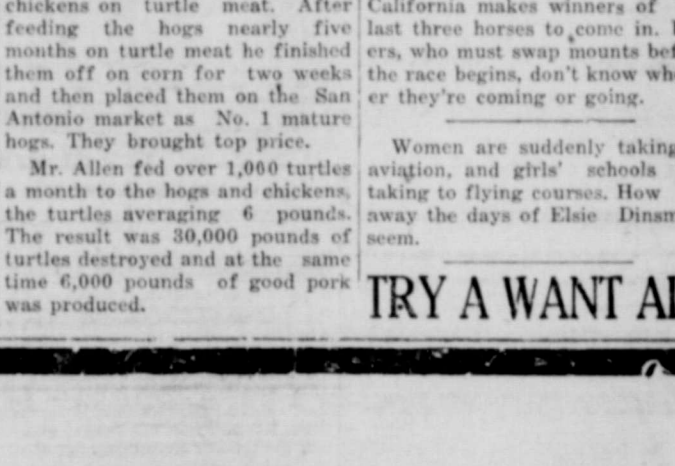 chickens on turtle meat. After
feeding the hogs nearly five
months on turtle meat he finished
them off on corn for two weeks
and then placed them on the San
Antonio market as No. 1 mature
hogs. They brought top price.
Mr. Allen fed over 1,000 turtles
a month to the hogs and chickens,
the turtles averaging 6 pounds.
The result was 30,000 pounds of
turtles destroyed and at the same
time 6,000 pounds of good pork
was produced.
California makes winners of
last three horses to come in.
ers, who must swap mounts bef
the race begins, don't know wh
er they're coming or going.
Women are suddenly taking
aviation, and girls' schools
taking to flying courses. How
away the days of Elsie Dinsm
seem.
TRY A WANT A